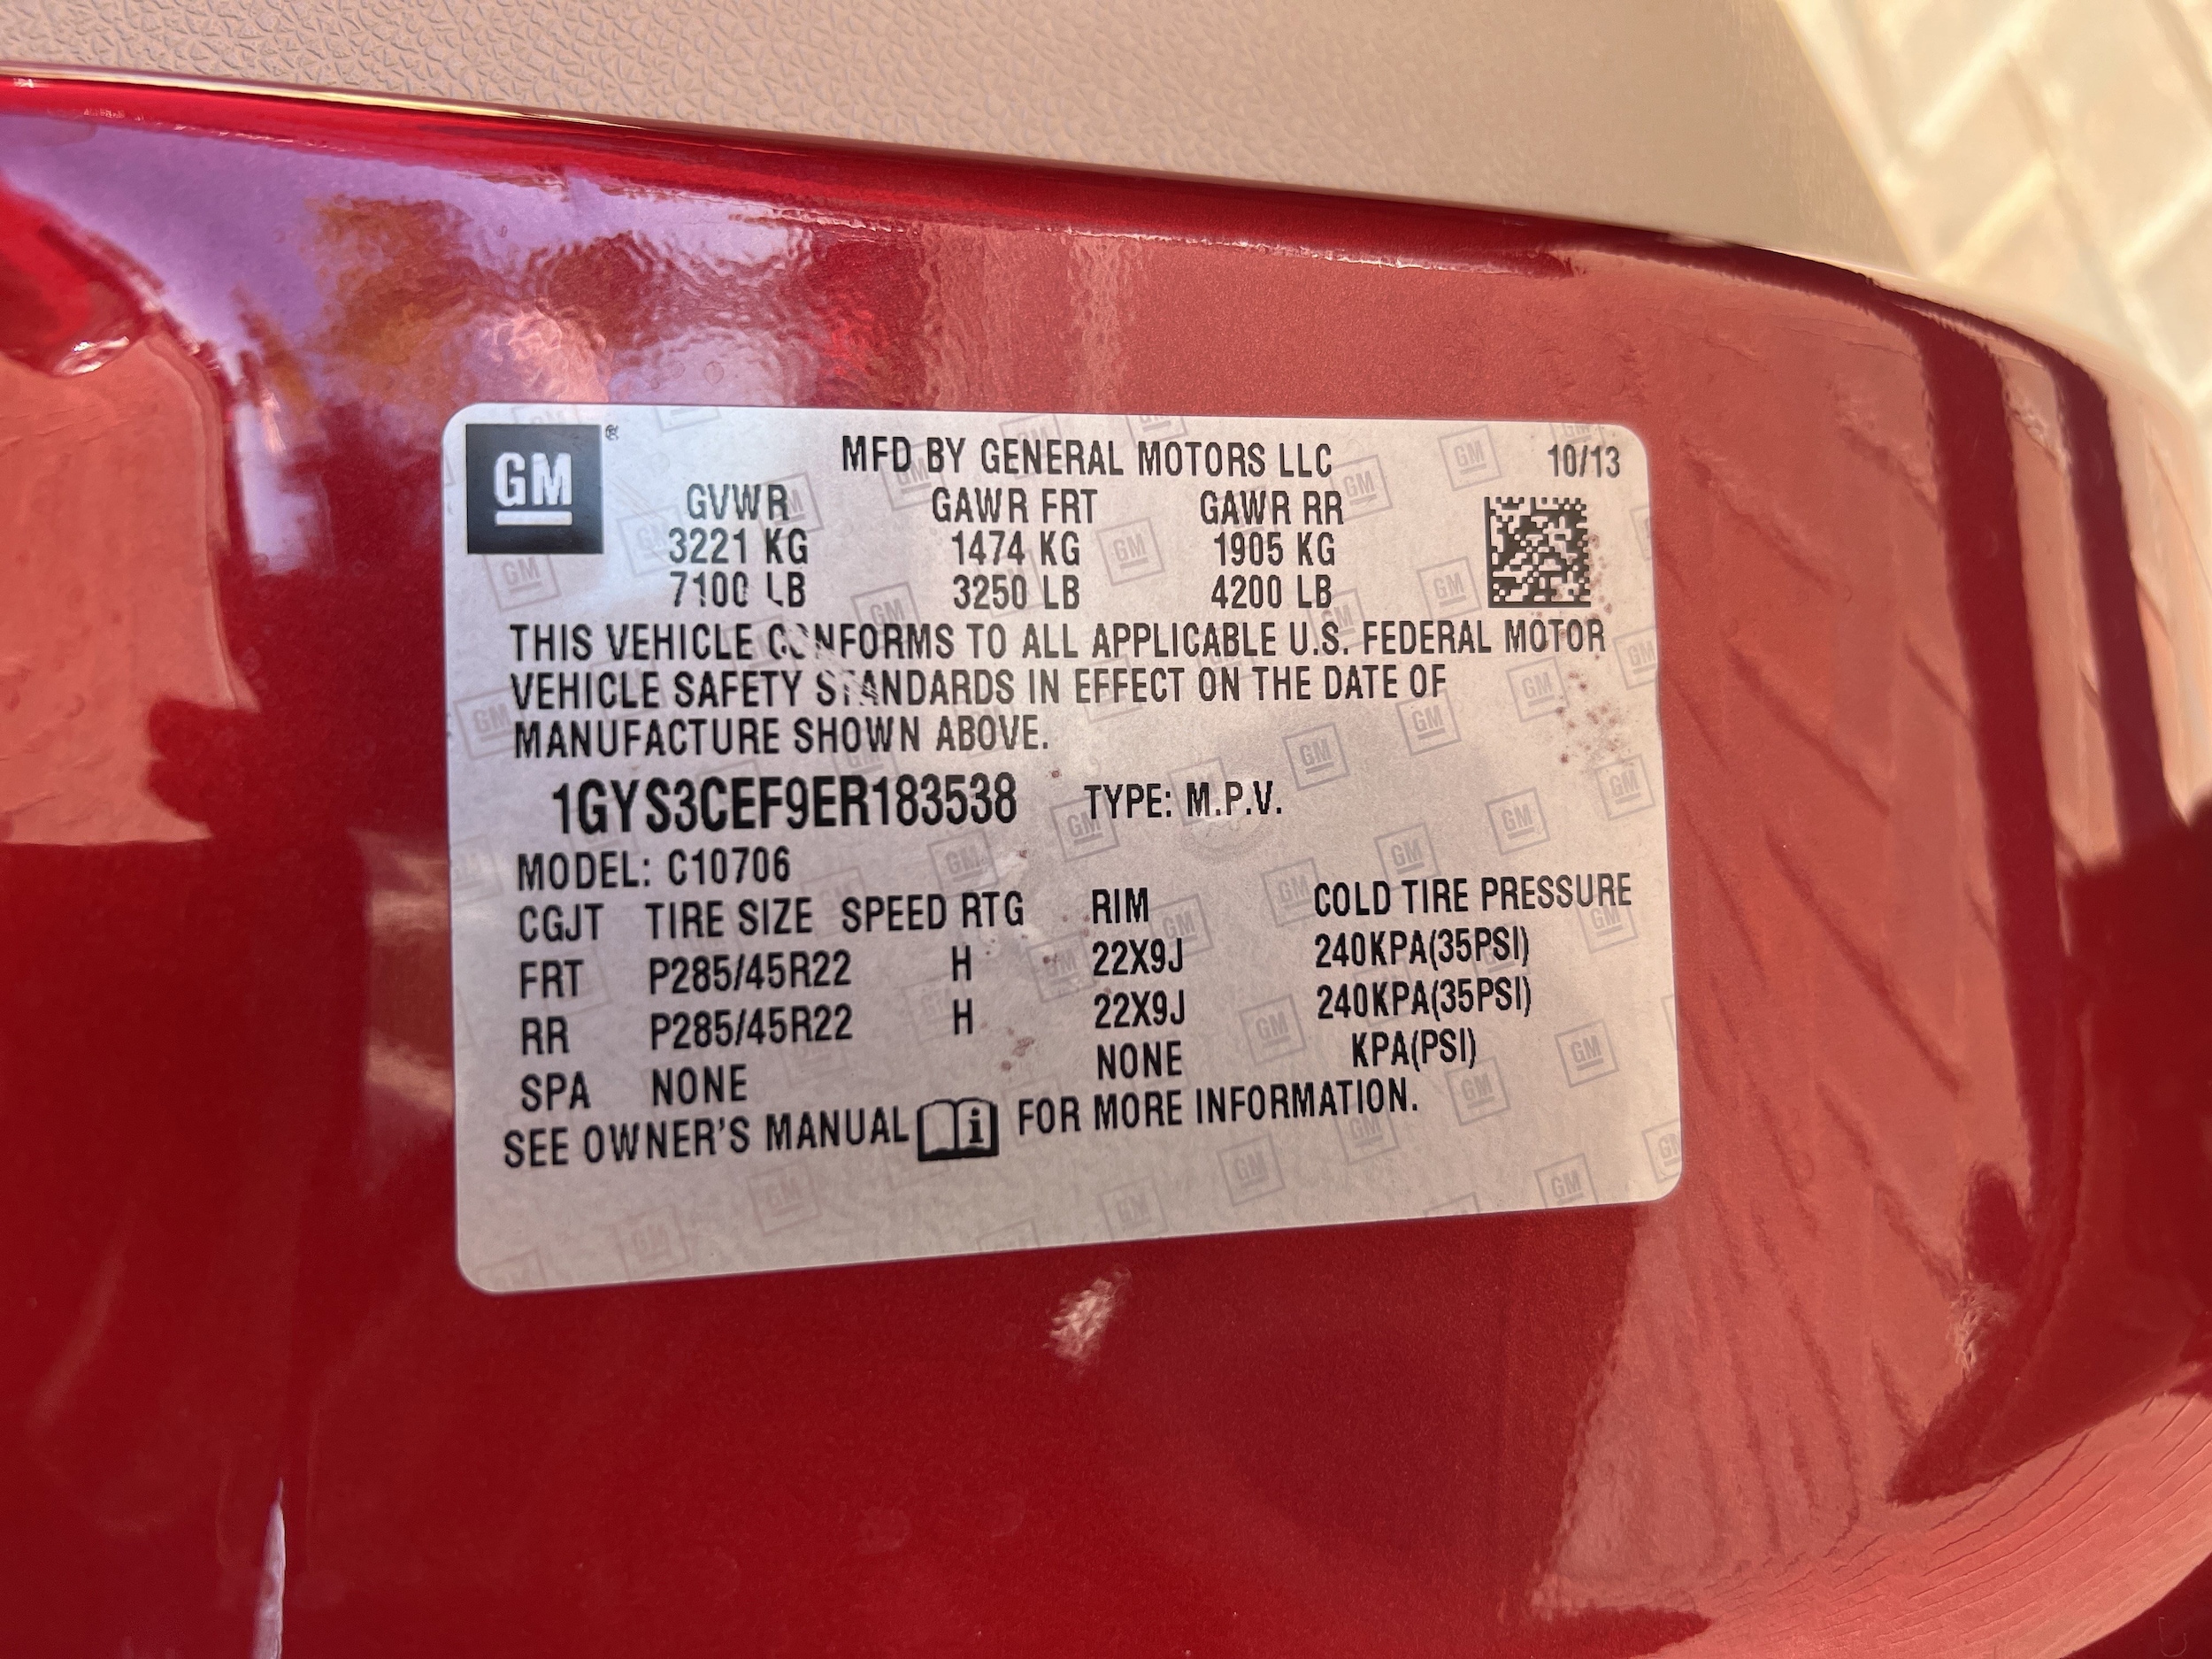 GM ®
MFD BY GENERAL MOTORS LLC 10/13
GVWR GAWR FRT GAWR RR
3221 KG 1474 KG 1905 KG
7100 LB 3250 LB 4200 LB
THIS VEHICLE CONFORMS TO ALL APPLICABLE U.S. FEDERAL MOTOR
VEHICLE SAFETY STANDARDS IN EFFECT ON THE DATE OF
MANUFACTURE SHOWN ABOVE.
1GYS3CEF9ER183538 TYPE: M.P.V.
MODEL: C10706
CGJT TIRE SIZE SPEED RTG RIM COLD TIRE PRESSURE
FRT P285/45R22 H 22X9J 240KPA(35PSI)
RR P285/45R22 H 22X9J 240KPA(35PSI)
SPA NONE NONE KPA(PSI)
SEE OWNER'S MANUAL i FOR MORE INFORMATION.